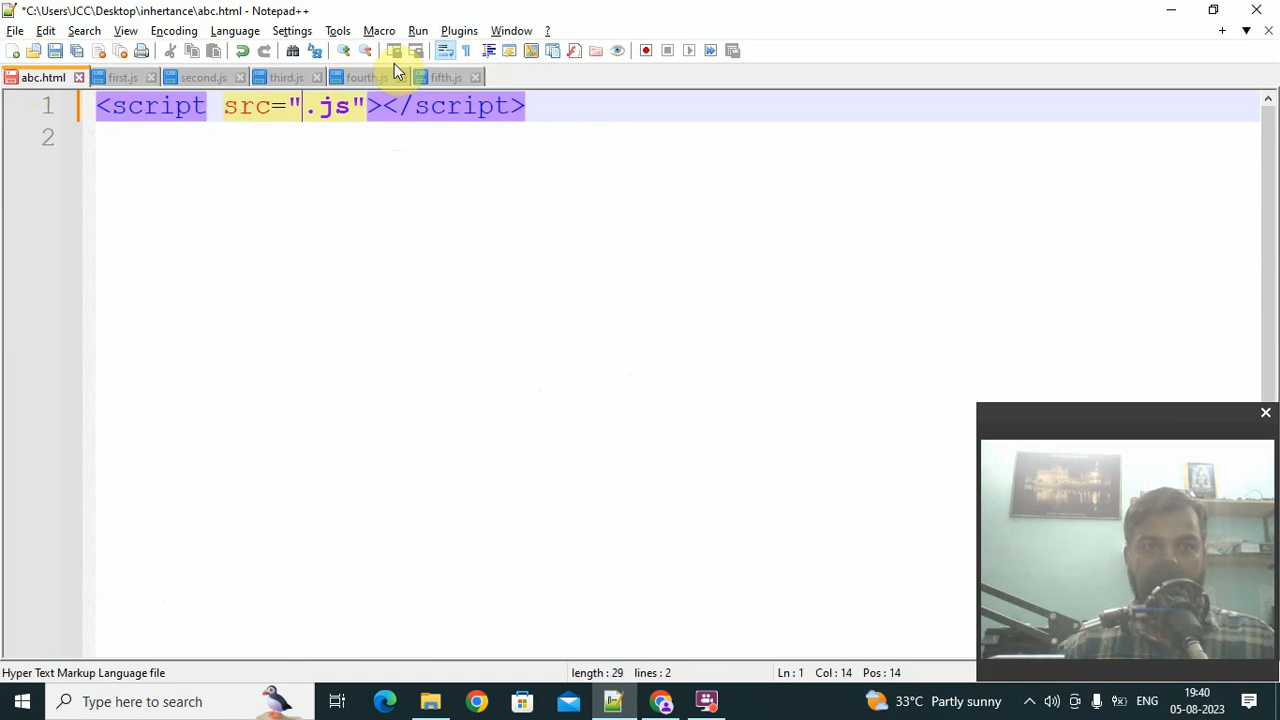 *C:\Users\JCC\Desktop\inhertance\abc.html - Notepad++
File Edit Search View Encoding Language Settings Tools Macro Run Plugins Window ?
abc.html first.js second.js third.js fourth.js fifth.js
1 <script src=".js"></script>
2
Hyper Text Markup Language file length : 29 lines : 2 Ln : 1 Col : 14 Pos : 14
Type here to search 33°C Partly sunny ENG 19:40
05-08-2023